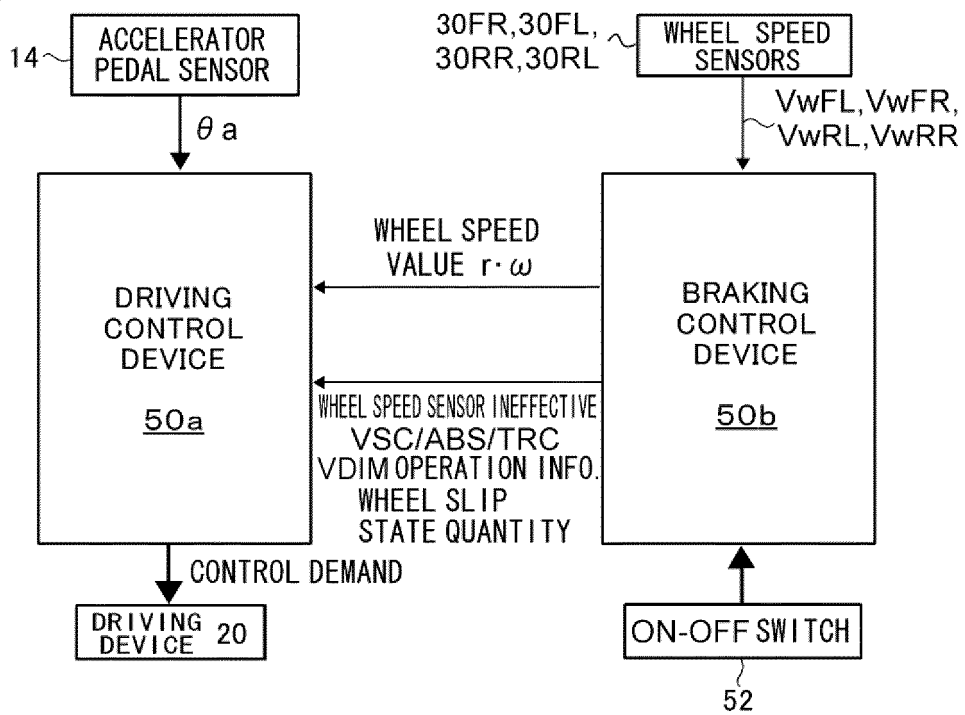 14
ACCELERATOR
PEDAL SENSOR
30FR,30FL,
30RR,30RL
WHEEL SPEED
SENSORS
θa
VwFL,VwFR,
VwRL,VwRR
WHEEL SPEED
VALUE r·ω
DRIVING
CONTROL
DEVICE
50a
BRAKING
CONTROL
DEVICE
50b
WHEEL SPEED SENSOR INEFFECTIVE
VSC/ABS/TRC
VDIM OPERATION INFO.
WHEEL SLIP
STATE QUANTITY
CONTROL DEMAND
DRIVING
DEVICE 20
ON-OFF SWITCH
52